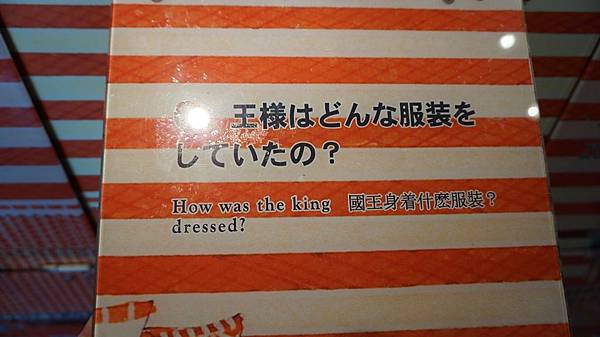 王様はどんな服装を
していたの？
How was the king 國王身着什麽服裝？
dressed?